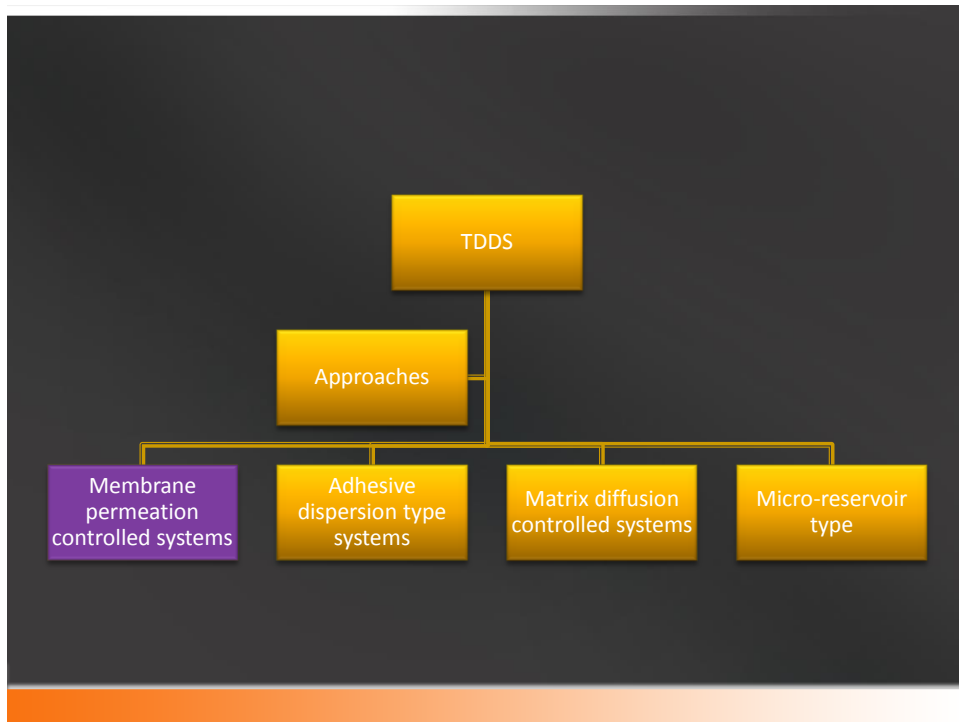 TDDS
Approaches
Membrane
permeation
controlled systems
Adhesive
dispersion type
systems
Matrix diffusion
controlled systems
Micro-reservoir
type